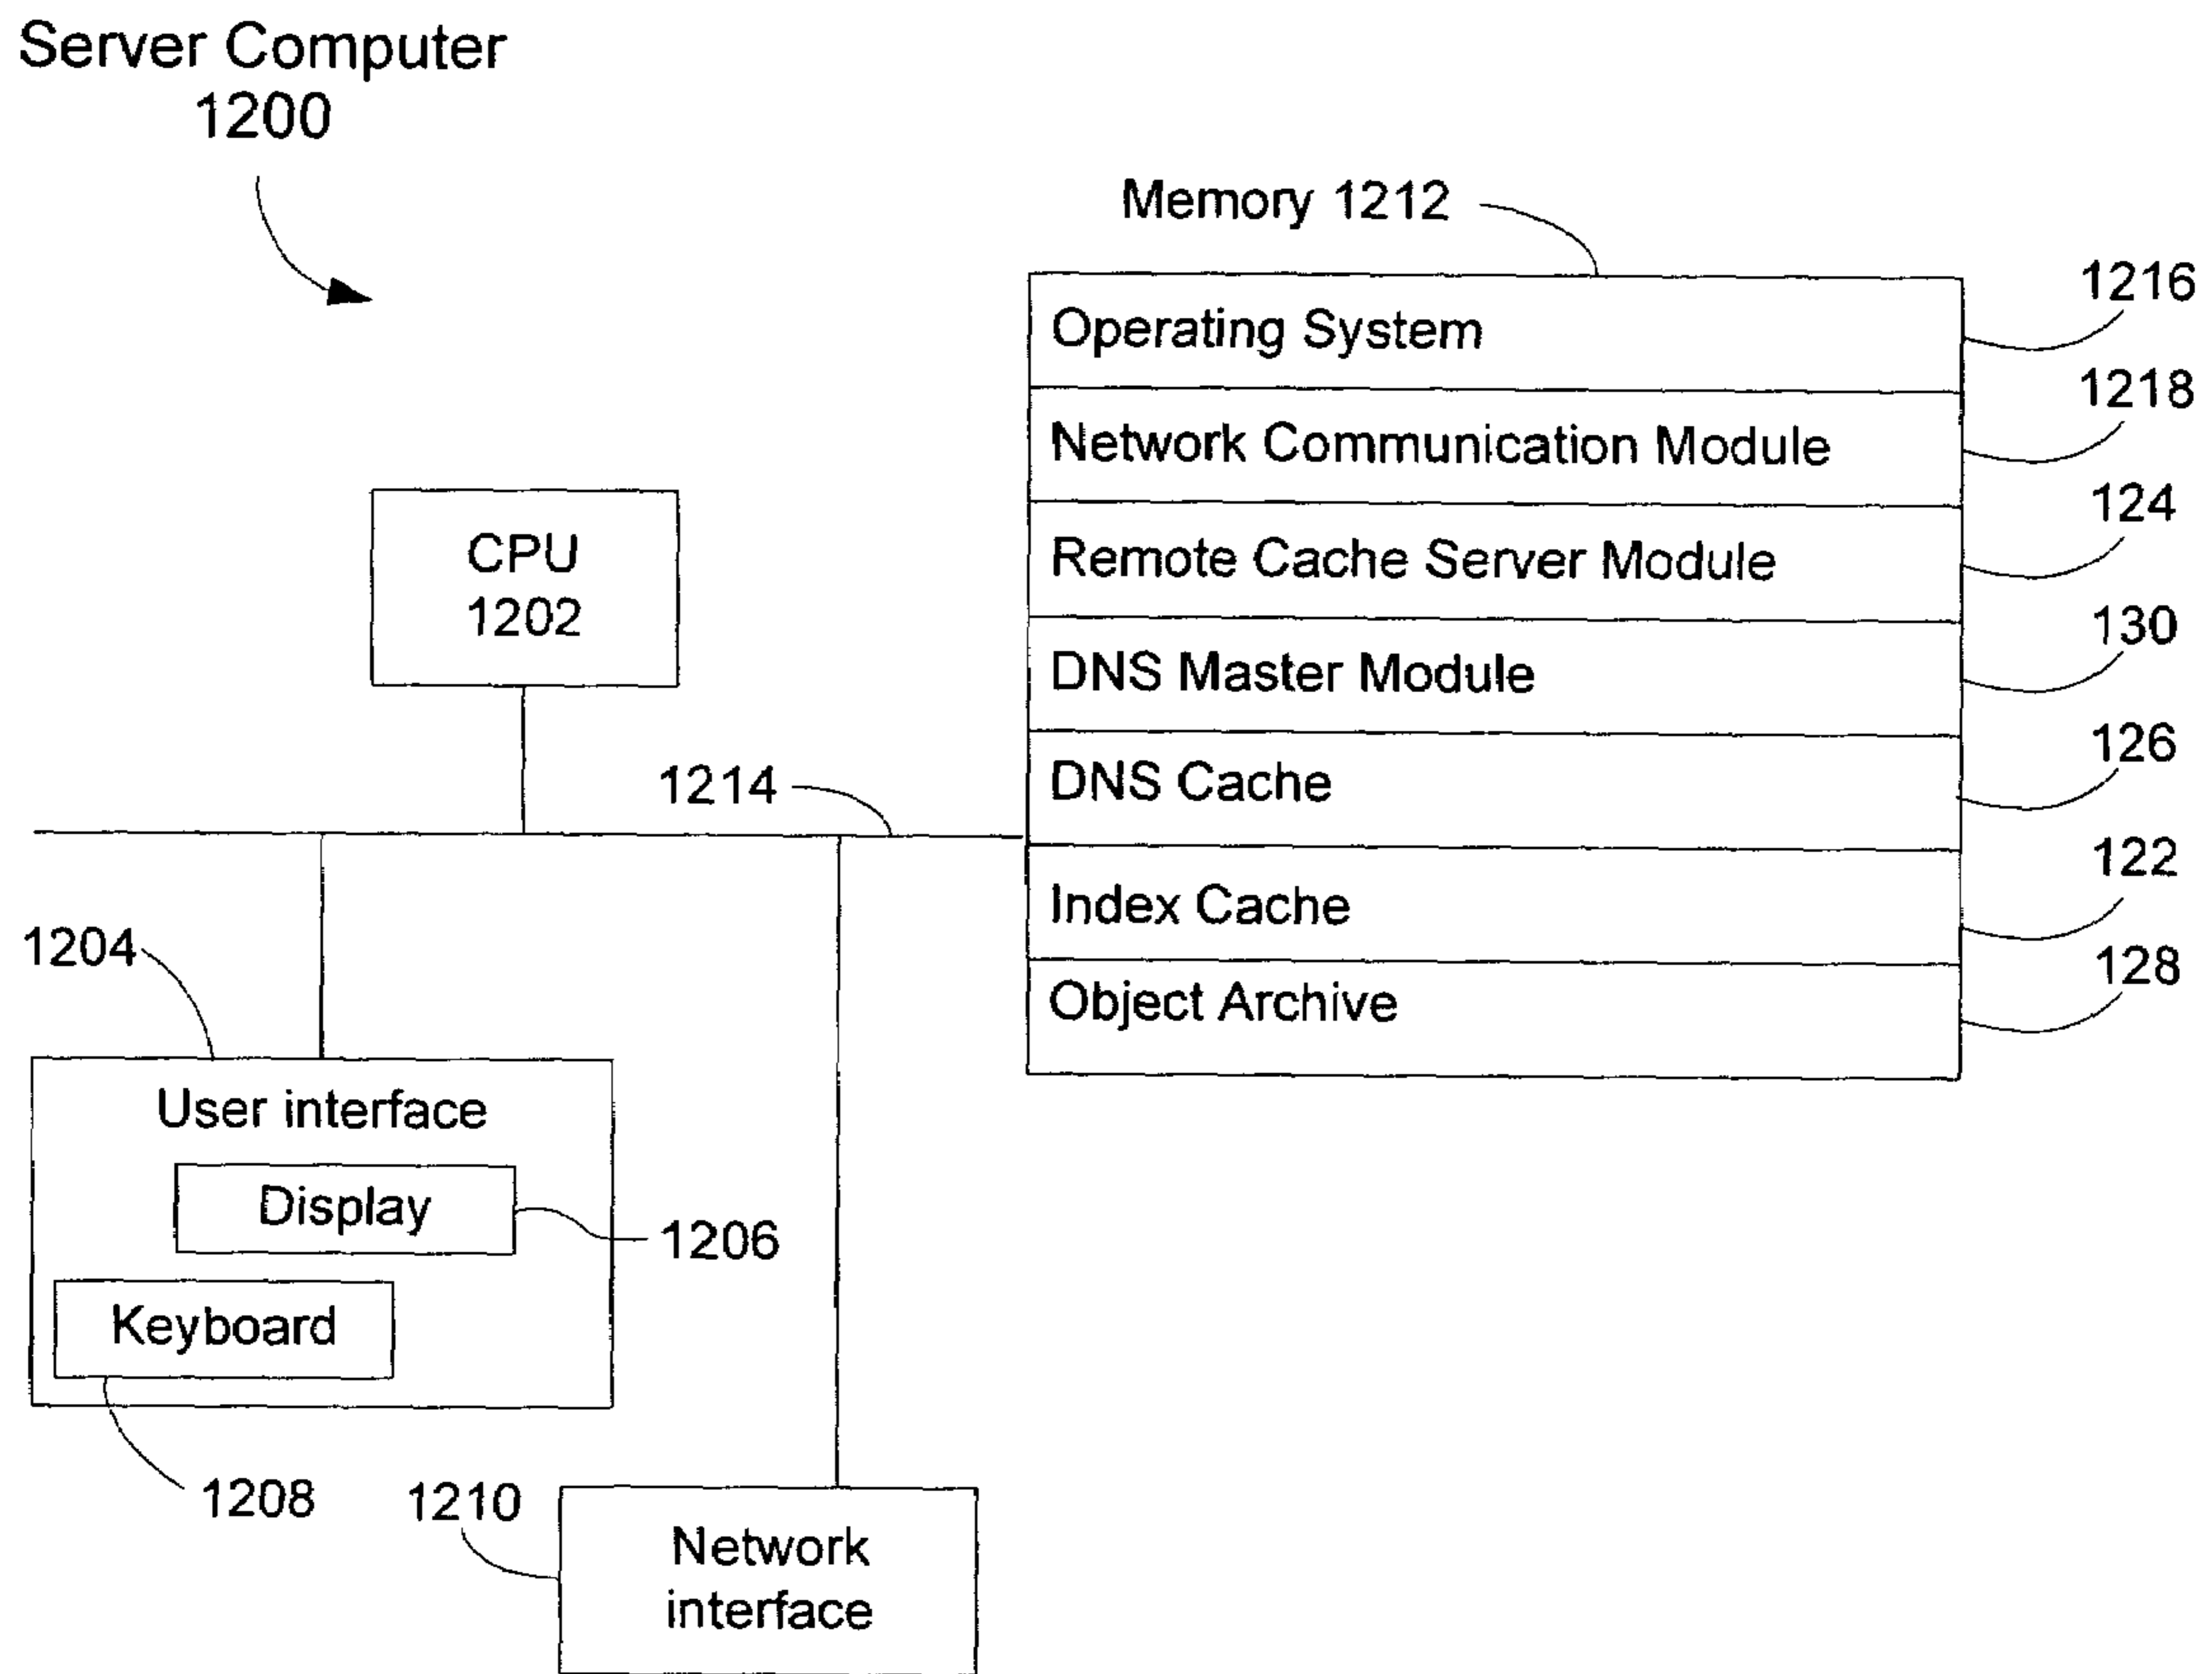 Server Computer
1200
Memory 1212
Operating System
1216
Network Communication Module
1218
Remote Cache Server Module
124
DNS Master Module
130
DNS Cache
126
Index Cache
122
Object Archive
128
CPU
1202
1214
1204
User interface
Display
1206
Keyboard
1208
1210
Network
interface